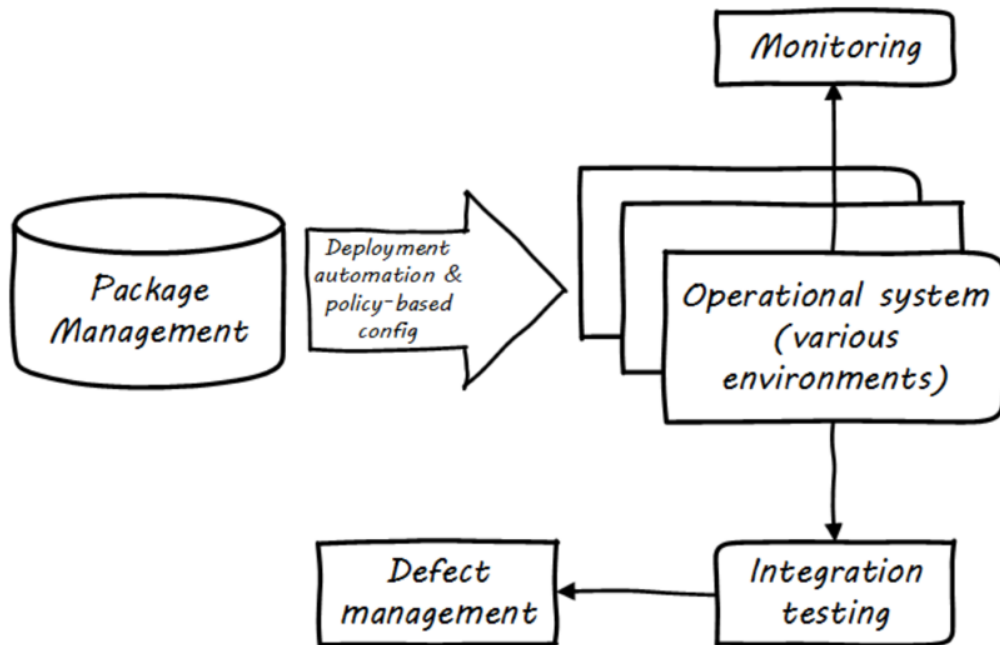 Monitoring
Package
Management
Deployment
automation &
policy-based
config
Operational system
(various
environments)
Defect
management
Integration
testing